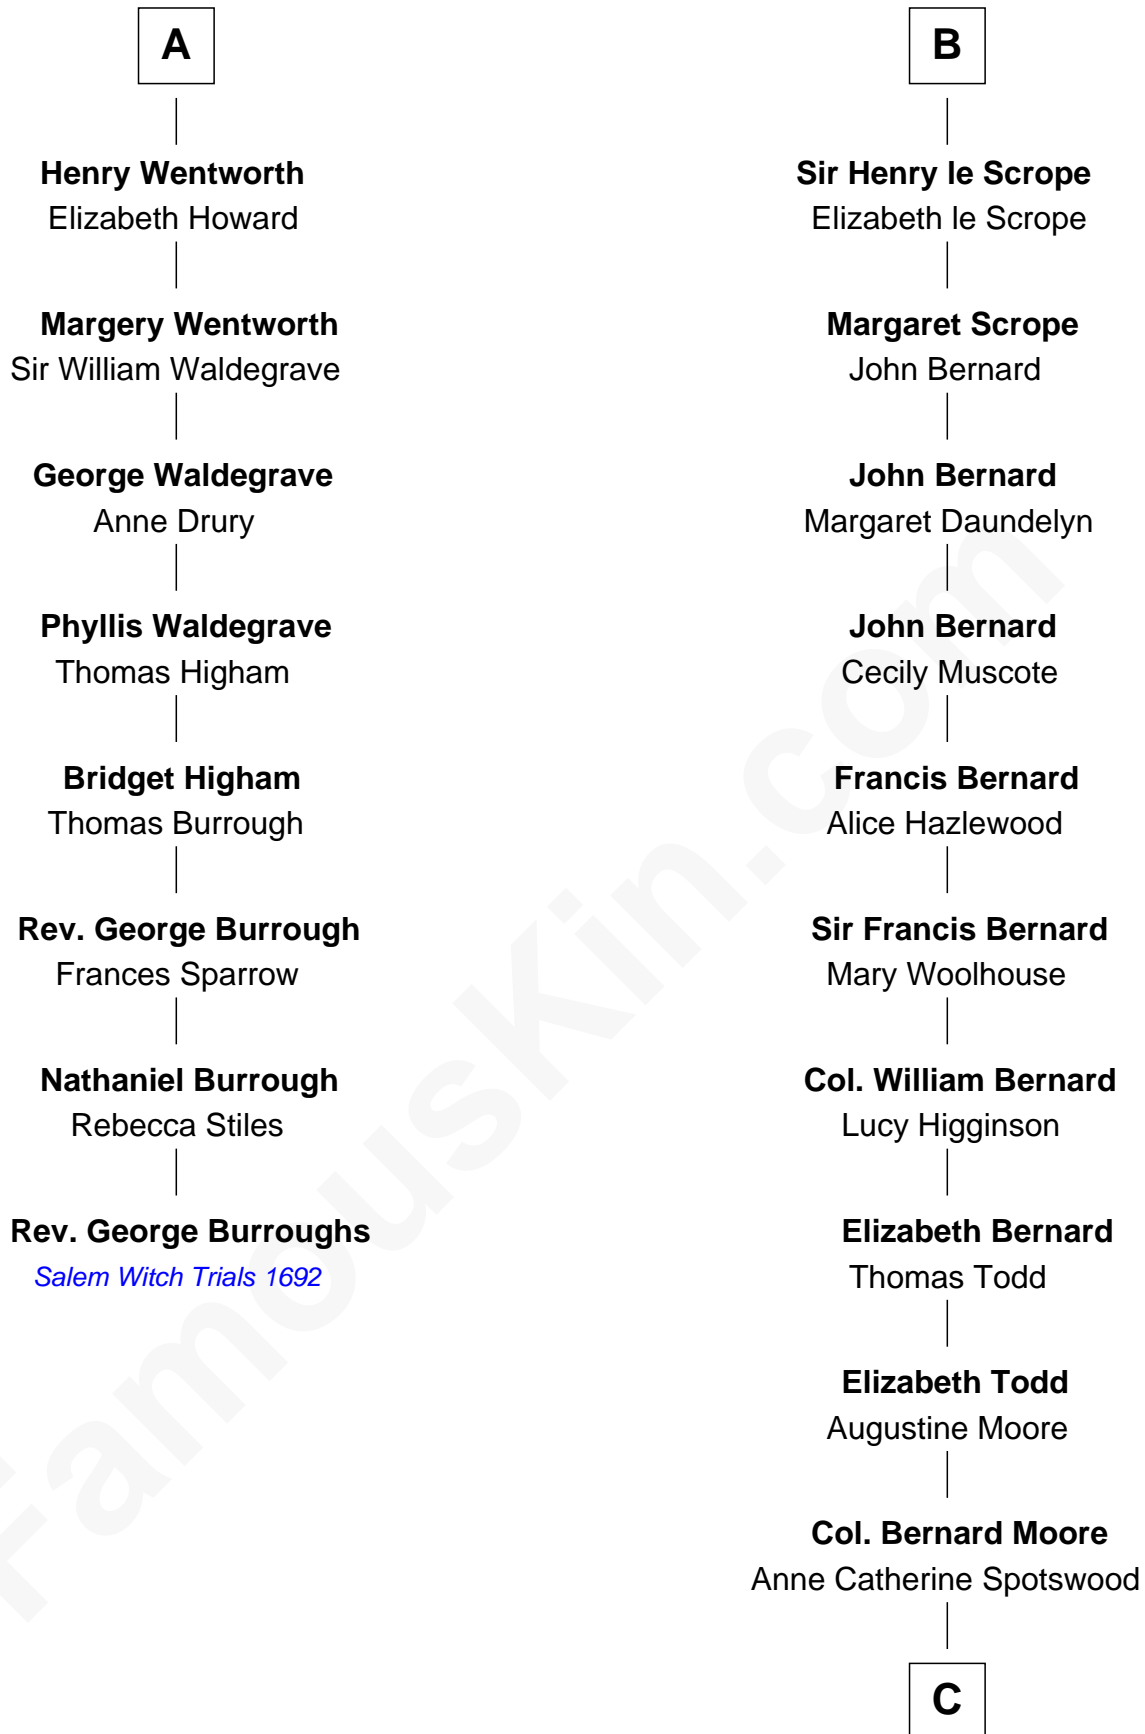 A
Henry Wentworth
Elizabeth Howard
Margery Wentworth
Sir William Waldegrave
George Waldegrave
Anne Drury
Phyllis Waldegrave
Thomas Higham
Bridget Higham
Thomas Burrough
Rev. George Burrough
Frances Sparrow
Nathaniel Burrough
Rebecca Stiles
Rev. George Burroughs
Salem Witch Trials 1692
B
Sir Henry le Scrope
Elizabeth le Scrope
Margaret Scrope
John Bernard
John Bernard
Margaret Daundelyn
John Bernard
Cecily Muscote
Francis Bernard
Alice Hazlewood
Sir Francis Bernard
Mary Woolhouse
Col. William Bernard
Lucy Higginson
Elizabeth Bernard
Thomas Todd
Elizabeth Todd
Augustine Moore
Col. Bernard Moore
Anne Catherine Spotswood
C
FamousKin.com